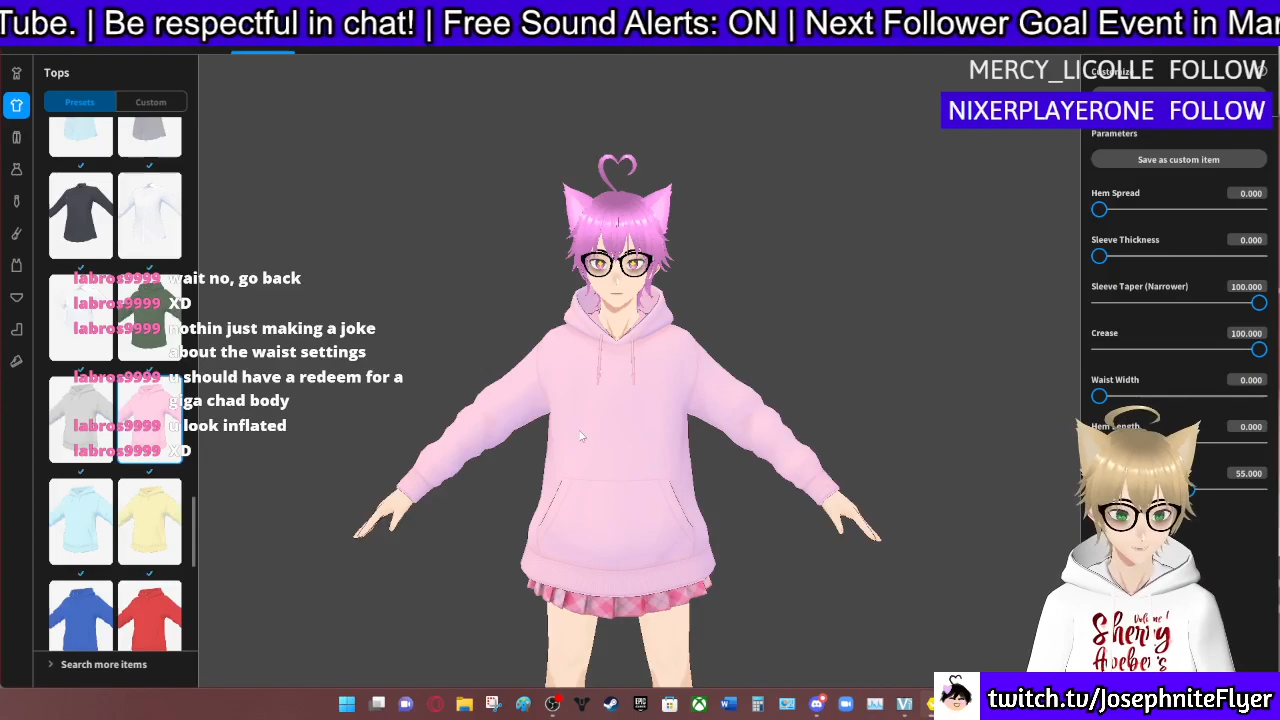 Tube. | Be respectful in chat! | Free Sound Alerts: ON | Next Follower Goal Event in Mar
Tops
MERCY_LICOLLE FOLLOW
Presets
Custom
NIXERPLAYERONE FOLLOW
Parameters
Save as custom item
Hem Spread 0.000
Sleeve Thickness 0.000
labros9999 wait no, go back
Sleeve Taper (Narrower) 100.000
labros9999 XD
labros9999 nothin just making a joke
about the waist settings
Crease 100.000
labros9999 u should have a redeem for a
giga chad body
Waist Width 0.000
labros9999 u look inflated
Hem Length 0.000
labros9999 XD
55.000
Search more items
twitch.tv/JosephniteFlyer